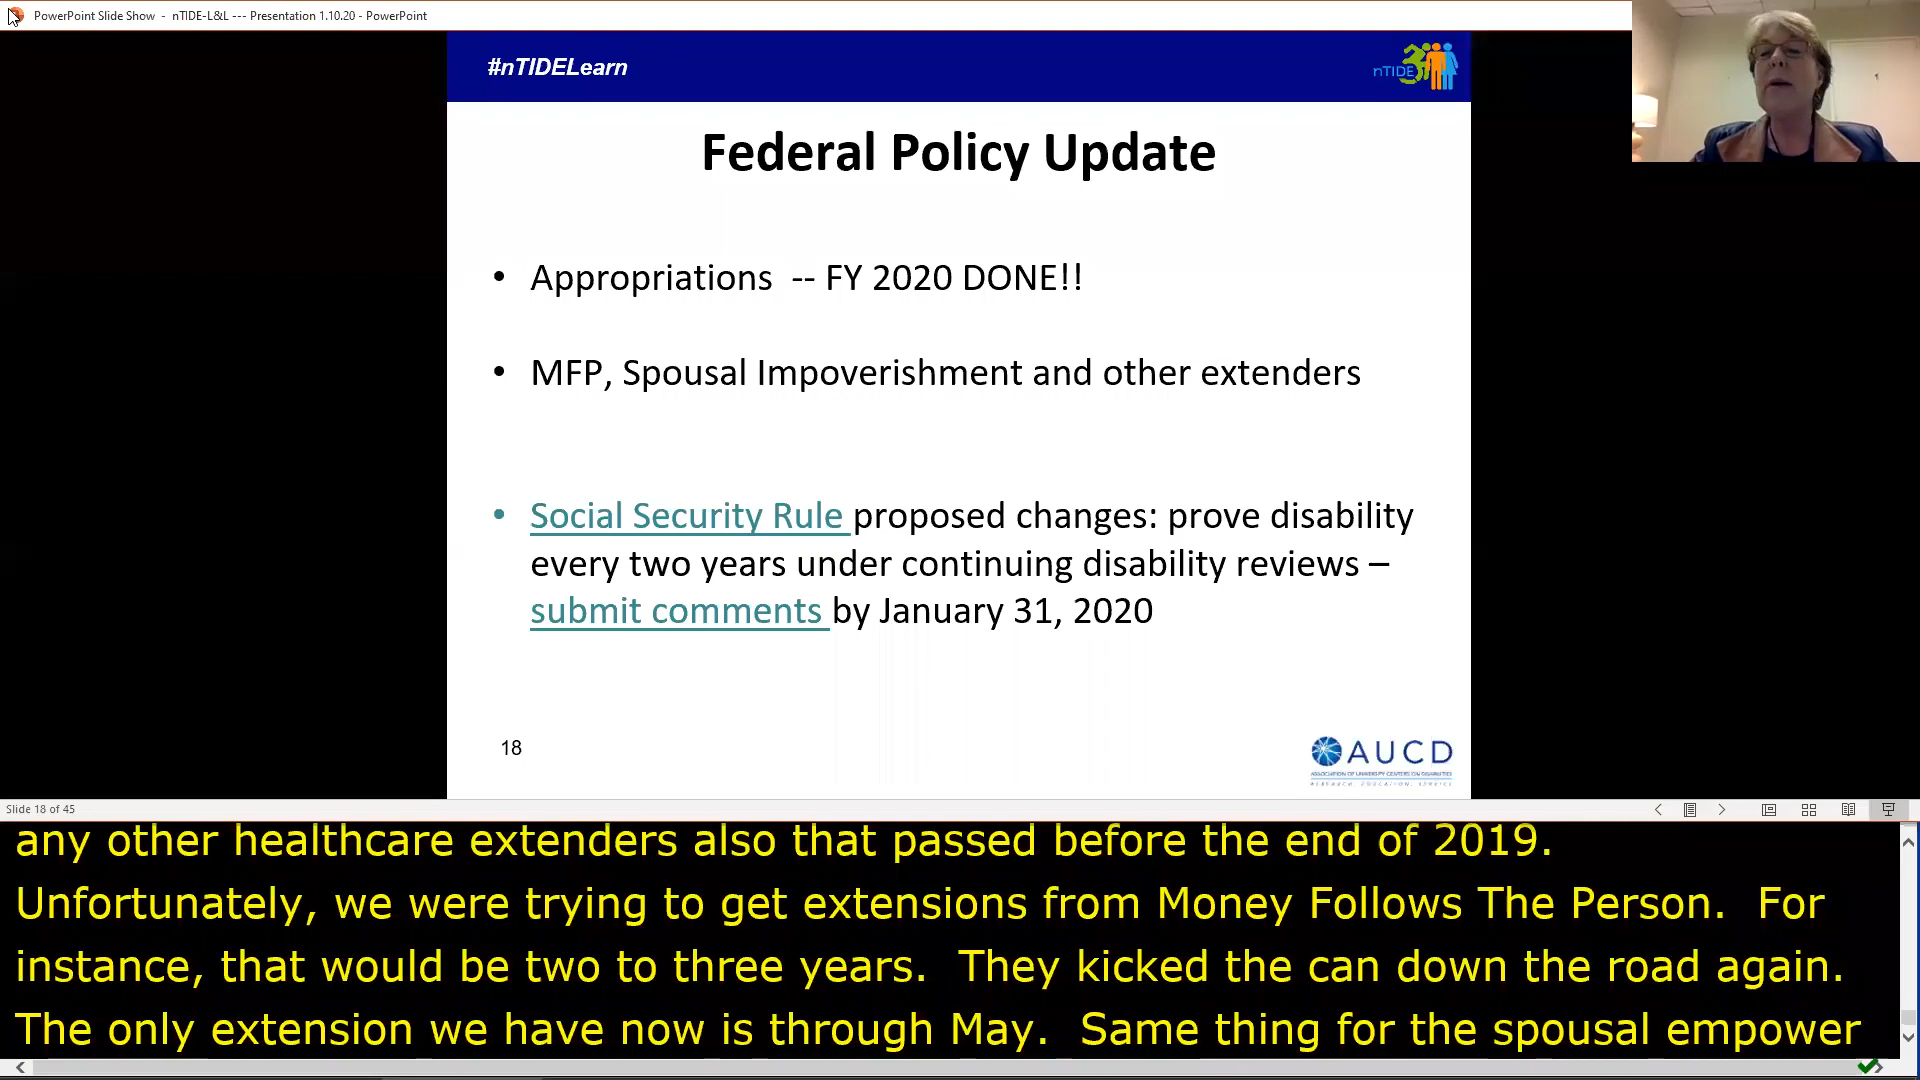 PowerPoint Slide Show - nTIDE-L&L --- Presentation 1.10.20 - PowerPoint
#nTIDELearn
nTIDE
Federal Policy Update
• Appropriations -- FY 2020 DONE!!
• MFP, Spousal Impoverishment and other extenders
• Social Security Rule proposed changes: prove disability
every two years under continuing disability reviews –
submit comments by January 31, 2020
18
AUCD
ASSOCIATION OF UNIVERSITY CENTERS ON DISABILITIES
RESEARCH, EDUCATION, SERVICE
Slide 18 of 45
any other healthcare extenders also that passed before the end of 2019.
Unfortunately, we were trying to get extensions from Money Follows The Person. For
instance, that would be two to three years. They kicked the can down the road again.
The only extension we have now is through May. Same thing for the spousal empower